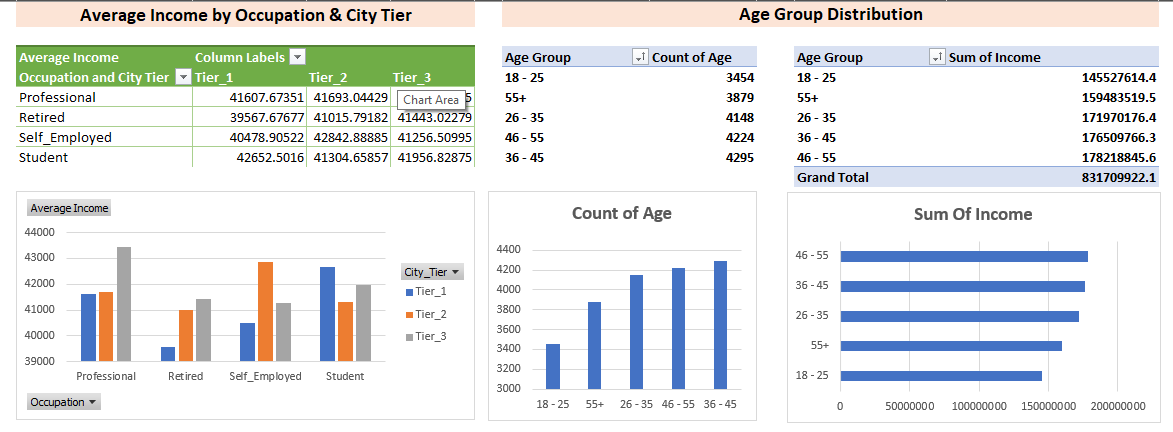 Average Income by Occupation & City Tier
Age Group Distribution
Average Income Column Labels
Occupation and City Tier Tier_1 Tier_2 Tier_3
Professional 41607.67351 41693.04429 5
Chart Area
Retired 39567.67677 41015.79182 41443.02279
Self_Employed 40478.90522 42842.88885 41256.50995
Student 42652.5016 41304.65857 41956.82875
Age Group Count of Age
18 - 25 3454
55+ 3879
26 - 35 4148
46 - 55 4224
36 - 45 4295
Age Group Sum of Income
18 - 25 145527614.4
55+ 159483519.5
26 - 35 171970176.4
36 - 45 176509766.3
46 - 55 178218845.6
Grand Total 831709922.1
Average Income
44000
43000
42000
41000
40000
39000
Professional Retired Self_Employed Student
City_Tier
Tier_1
Tier_2
Tier_3
Occupation
Count of Age
4400
4200
4000
3800
3600
3400
3200
3000
18 - 25 55+ 26 - 35 46 - 55 36 - 45
Sum Of Income
46 - 55
36 - 45
26 - 35
55+
18 - 25
0 50000000 100000000 150000000 200000000